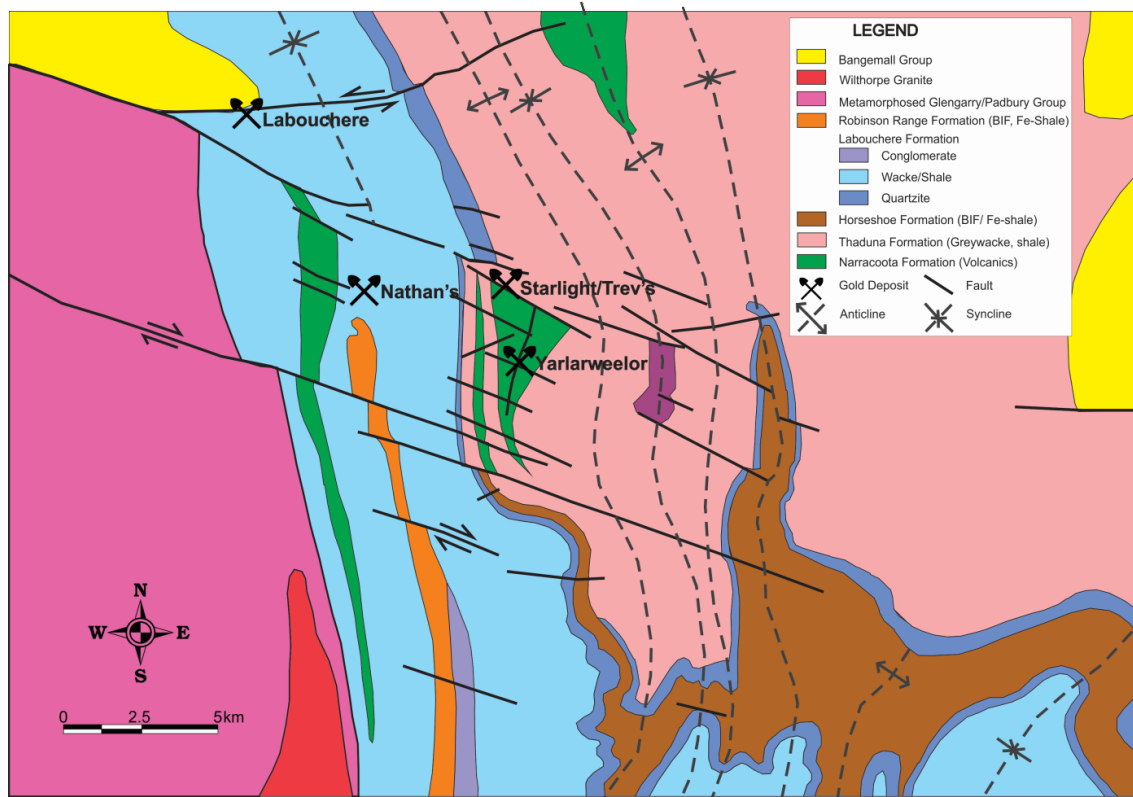 LEGEND
Bangemall Group
Wilthorpe Granite
Metamorphosed Glengarry/Padbury Group
Robinson Range Formation (BIF, Fe-Shale)
Labouchere Formation
Conglomerate
Wacke/Shale
Quartzite
Horseshoe Formation (BIF/ Fe-shale)
Thaduna Formation (Greywacke, shale)
Narracoota Formation (Volcanics)
Gold Deposit
Fault
Anticline
Syncline
Labouchere
Nathan's
Starlight/Trev's
Yarlarweelor
N
W E
S
0 2.5 5km